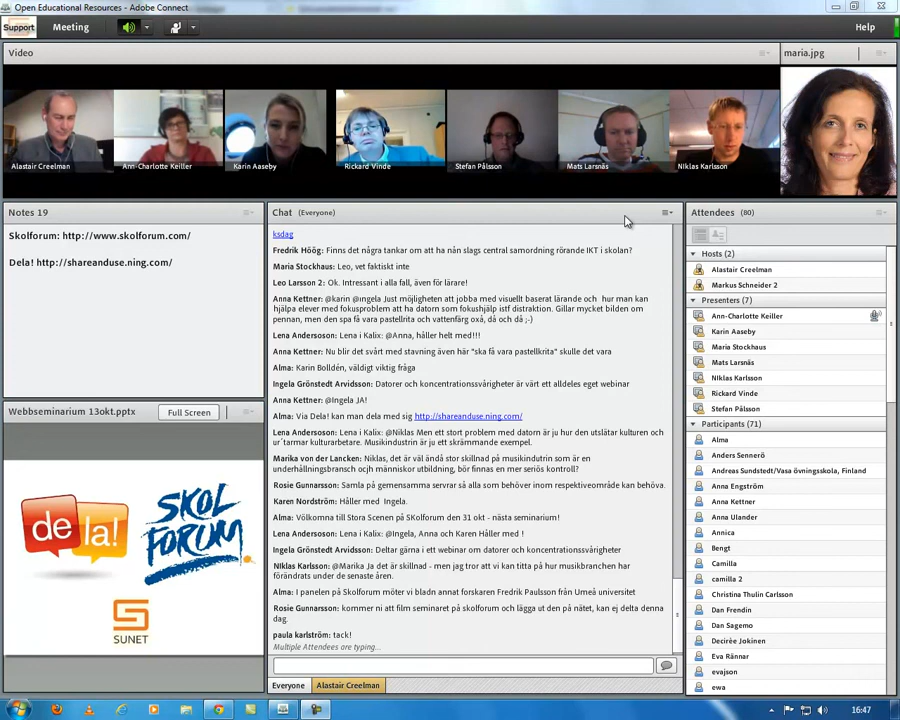 Open Educational Resources - Adobe Connect
Support
Meeting
Help
Video
maria.jpg
Alastair Creelman
Ann-Charlotte Keiller
Karin Aaseby
Rickard Vinde
Stefan Pålsson
Mats Larsnäs
NIklas Karlsson
Notes 19
Skolforum: http://www.skolforum.com/
Dela! http://shareanduse.ning.com/
Webbseminarium 13okt.pptx
Full Screen
de la!
SKOL
FORUM
SUNET
Chat (Everyone)
ksdag
Fredrik Höög: Finns det några tankar om att ha nån slags central samordning rörande IKT i skolan?
Maria Stockhaus: Leo, vet faktiskt inte
Leo Larsson 2: Ok. Intressant i alla fall, även för lärare!
Anna Kettner: @karin @ingela Just möjligheten att jobba med visuellt baserat lärande och hur man kan
hjälpa elever med fokusproblem att ha datorn som fokushjälp istf distraktion. Gillar mycket bilden om
pennan, men den spa få vara pastellrita och vattenfärg oxå, då och då ;-)
Lena Andersosson: Lena i Kalix: @Anna, håller helt med!!!
Anna Kettner: Nu blir det svårt med stavning även här "ska få vara pastellkrita" skulle det vara
Alma: Karin Bolldén, väldigt viktig fråga
Ingela Grönstedt Arvidsson: Datorer och koncentrationssvårigheter är värt ett alldeles eget webinar
Anna Kettner: @Ingela JA!
Alma: Via Dela! kan man dela med sig http://shareanduse.ning.com/
Lena Andersosson: Lena i Kalix: @Niklas Men ett stort problem med datorn är ju hur den utslätar kulturen och
ur´tarmar kulturarbetare. Musikindustrin är ju ett skrämmande exempel.
Marika von der Lancken: Niklas, det är väl ändå stor skillnad på musikindutrin som är en
underhållningsbransch ocjh människor utbildning, bör finnas en mer seriös kontroll?
Rosie Gunnarsson: Samla på gemensamma servrar så alla som behöver inom respektiveområde kan behöva.
Karen Nordström: Håller med Ingela.
Alma: Völkomna till Stora Scenen på SKolforum den 31 okt - nästa seminarium!
Lena Andersosson: Lena i Kalix: @Ingela, Anna och Karen Håller med !
Ingela Grönstedt Arvidsson: Deltar gärna i ett webinar om datorer och koncentrationssvårigheter
NIklas Karlsson: @Marika Ja det är skillnad - men jag tror att vi kan titta på hur musikbranchen har
förändrats under de senaste åren.
Alma: I panelen på Skolforum möter vi bladn annat forskaren Fredrik Paulsson från Umeå universitet
Rosie Gunnarsson: kommer ni att film seminaret på skolforum och lägga ut den på nätet, kan ej delta denna
dag.
paula karlström: tack!
Multiple Attendees are typing...
Everyone
Alastair Creelman
Attendees (80)
Hosts (2)
Alastair Creelman
Markus Schneider 2
Presenters (7)
Ann-Charlotte Keiller
Karin Aaseby
Maria Stockhaus
Mats Larsnäs
NIklas Karlsson
Rickard Vinde
Stefan Pålsson
Participants (71)
Alma
Anders Sennerö
Andreas Sundstedt/Vasa övningsskola, Finland
Anna Engström
Anna Kettner
Anna Ulander
Annica
Bengt
Camilla
camilla 2
Christina Thulin Carlsson
Dan Frendin
Dan Sagemo
Decirèe Jokinen
Eva Rännar
evajson
ewa
16:47